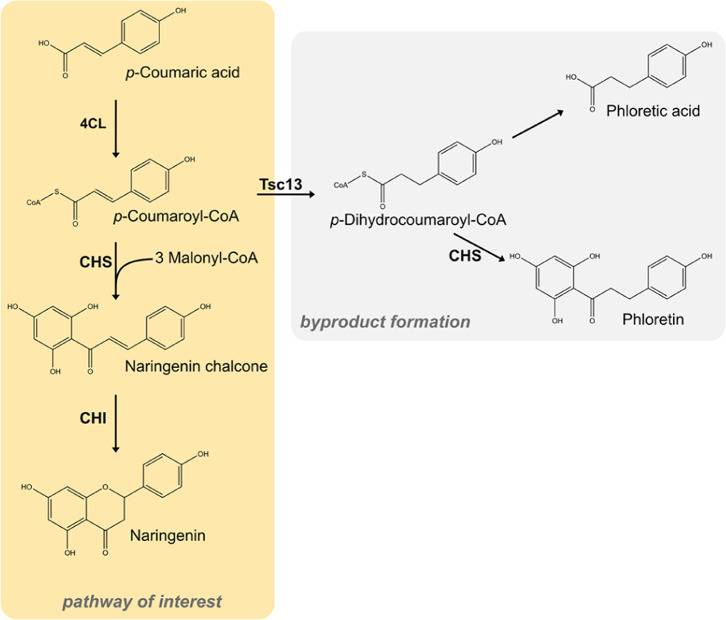 OH
HO
O
p-Coumaric acid
4CL
OH
CoA
S
O
p-Coumaroyl-CoA
CHS
3 Malonyl-CoA
HO
OH
OH
OH
O
Naringenin chalcone
CHI
OH
HO
O
OH
O
Naringenin
pathway of interest
Tsc13
OH
CoA
S
O
p-Dihydrocoumaroyl-CoA
OH
HO
O
Phloretic acid
CHS
HO
OH
OH
OH
O
Phloretin
byproduct formation